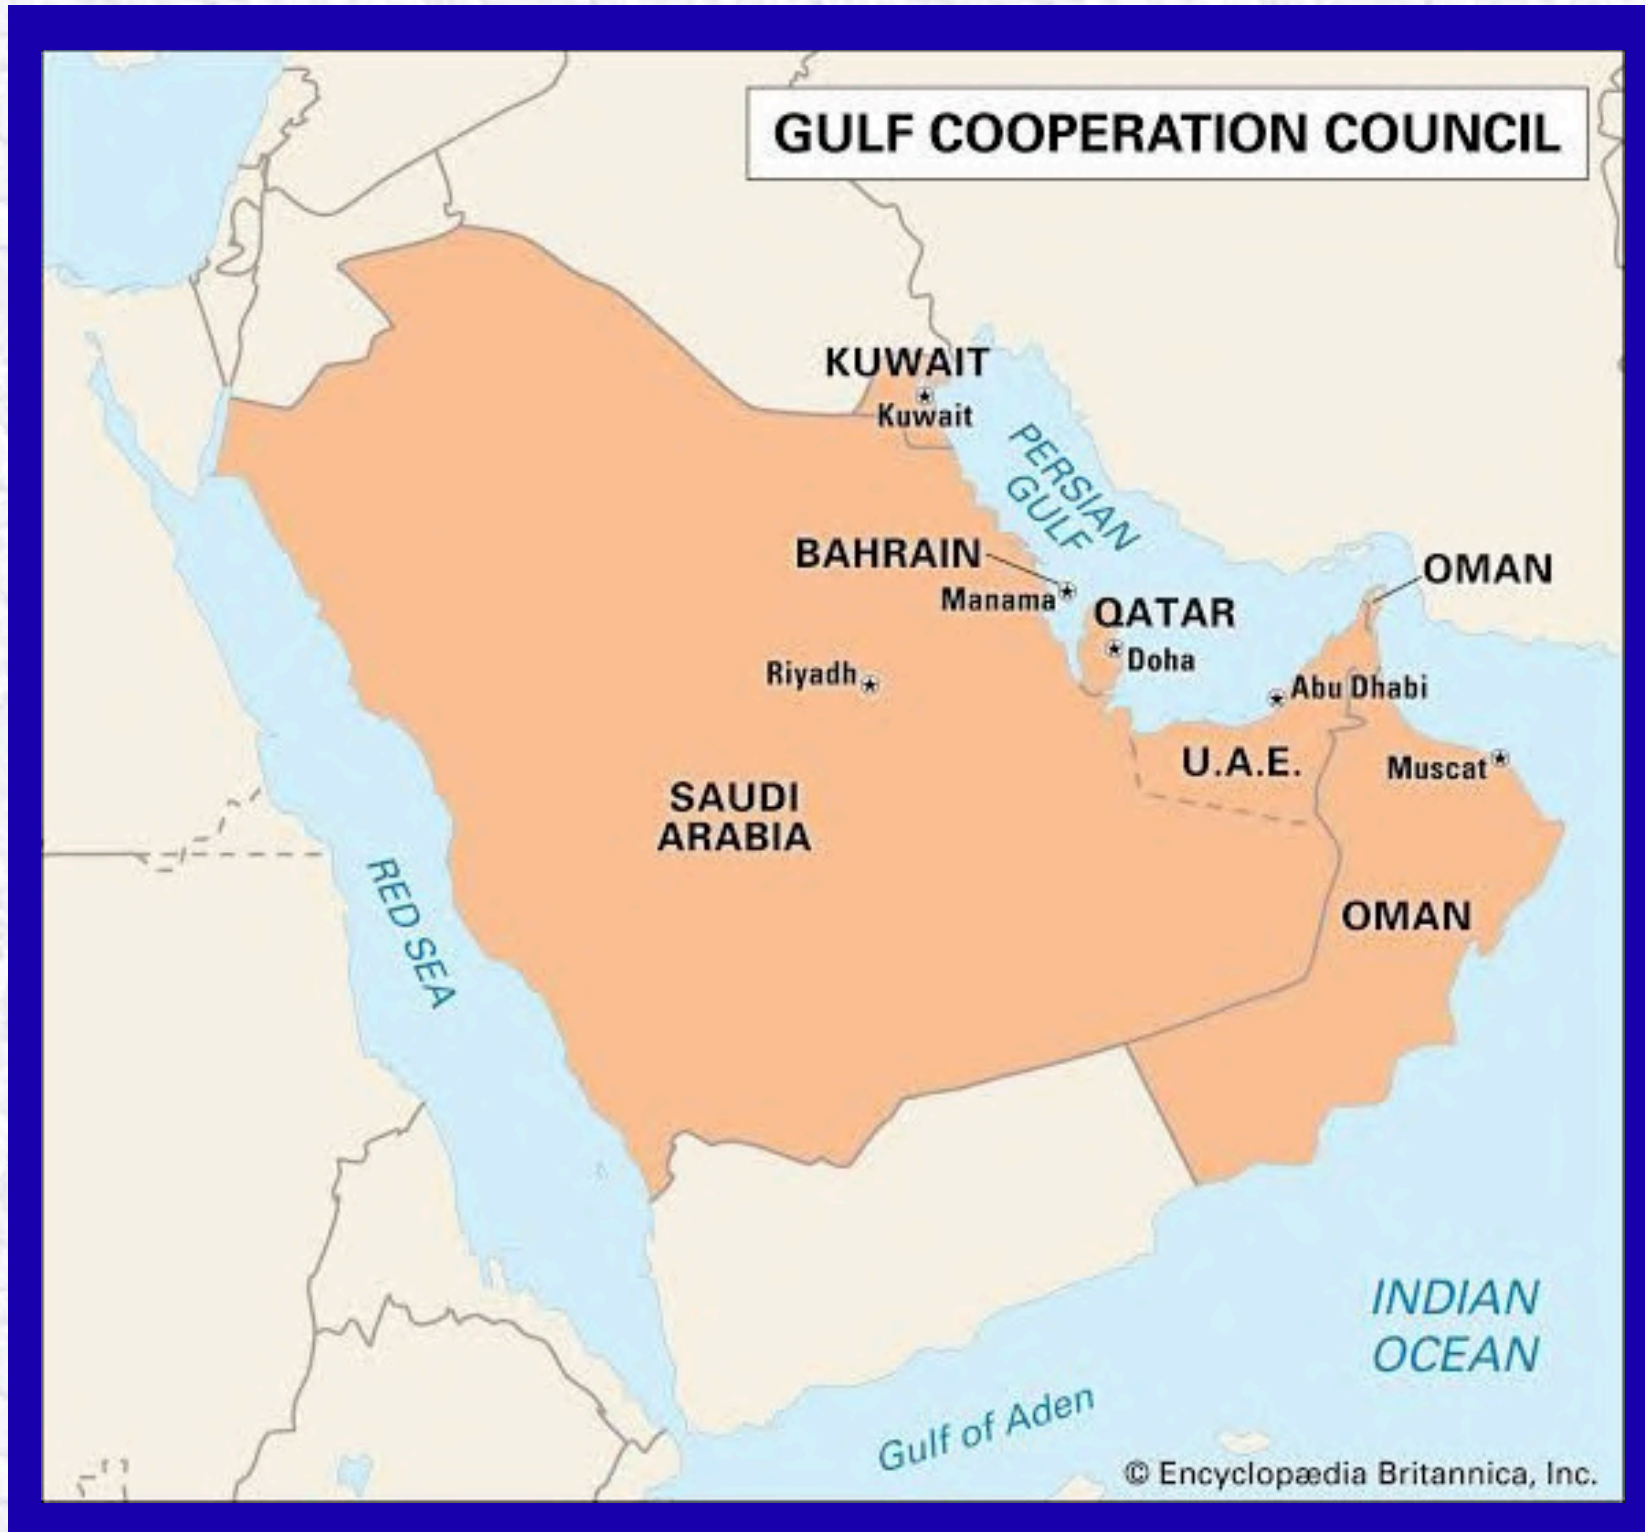 GULF COOPERATION COUNCIL
KUWAIT
Kuwait
PERSIAN
GULF
BAHRAIN
Manama
OMAN
QATAR
Doha
Riyadh
Abu Dhabi
U.A.E.
Muscat
SAUDI
ARABIA
RED SEA
OMAN
INDIAN
OCEAN
Gulf of Aden
© Encyclopædia Britannica, Inc.